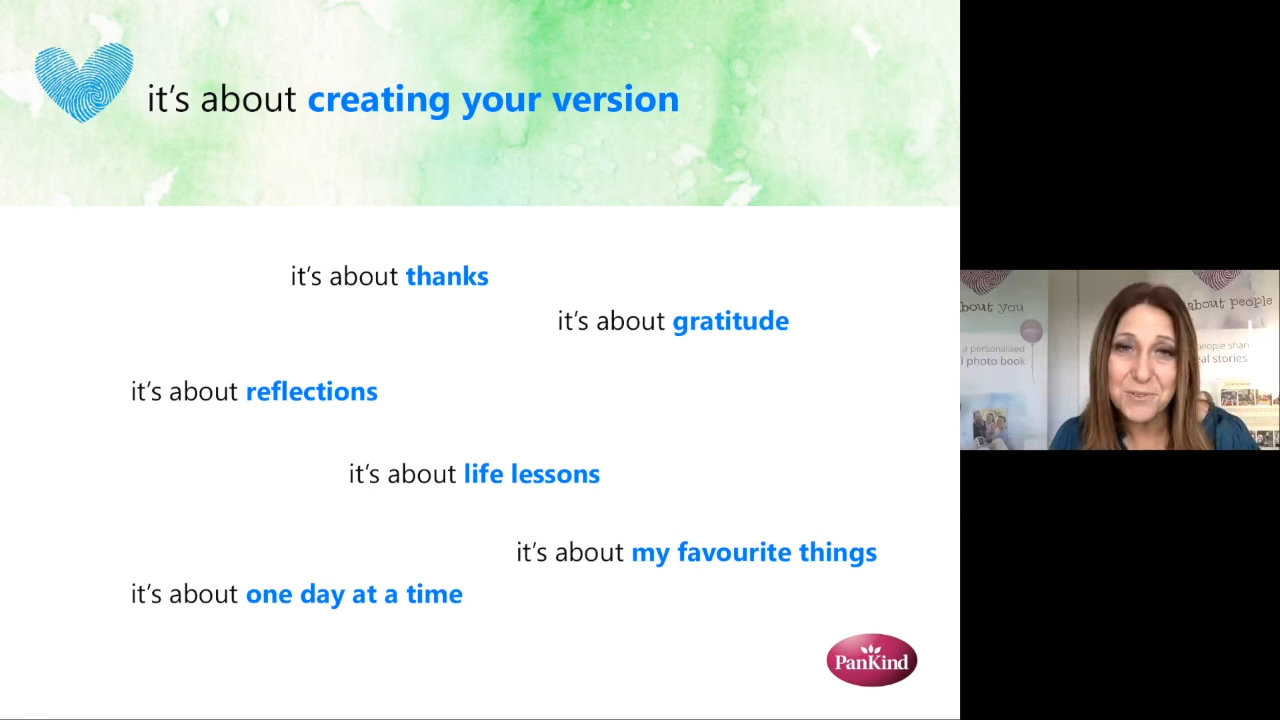 it's about creating your version
it's about thanks
it's about gratitude
it's about reflections
it's about life lessons
it's about my favourite things
it's about one day at a time
PanKind
about you
personalised
photo book
about people
people
stories